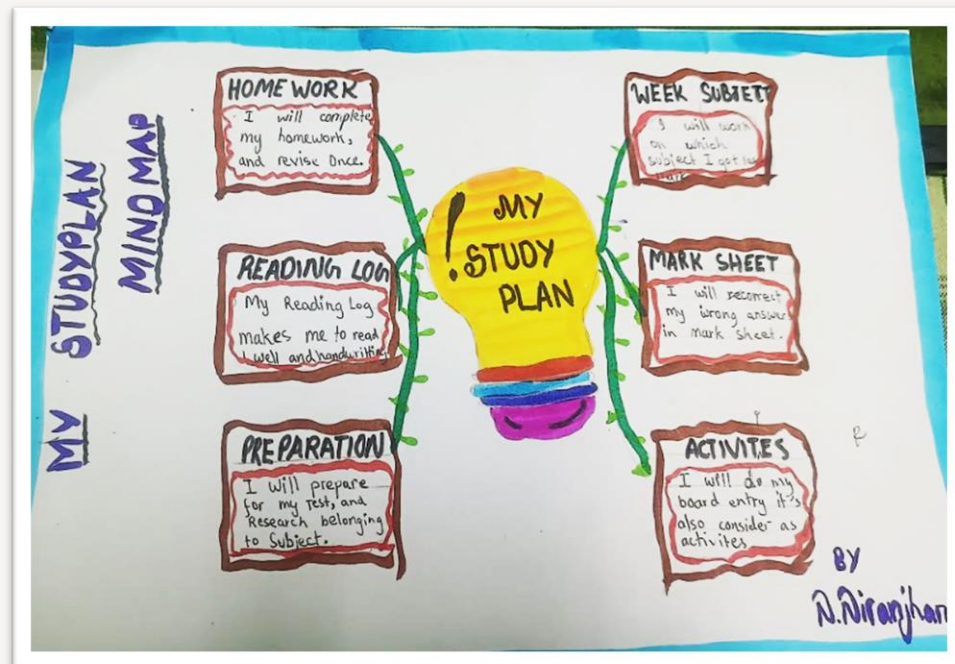 MY STUDYPLAN
MIND MAP
HOME WORK
I will complete
my homework,
and revise Once.
READING LOG
My Reading Log
makes me to read
well and handwriting
PREPARATION
I will prepare
for my test, and
Research belonging
to Subject.
! MY
STUDY
PLAN
WEEK SUBJECT
I will work
on which
subject I got
MARK SHEET
I will recorrect
my wrong answer
in mark sheet.
ACTIVITES
I will do my
board entry it's
also consider as
activites
BY